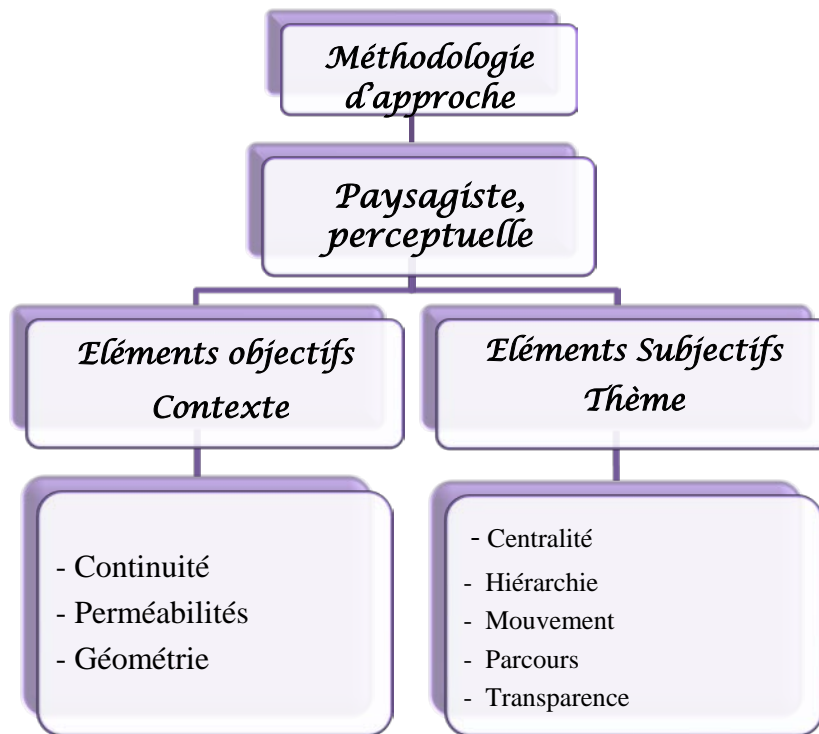 Méthodologie
d'approche
Paysagiste,
perceptuelle
Eléments objectifs
Contexte
Eléments Subjectifs
Thème
- Continuité
- Perméabilités
- Géométrie
- Centralité
- Hiérarchie
- Mouvement
- Parcours
- Transparence